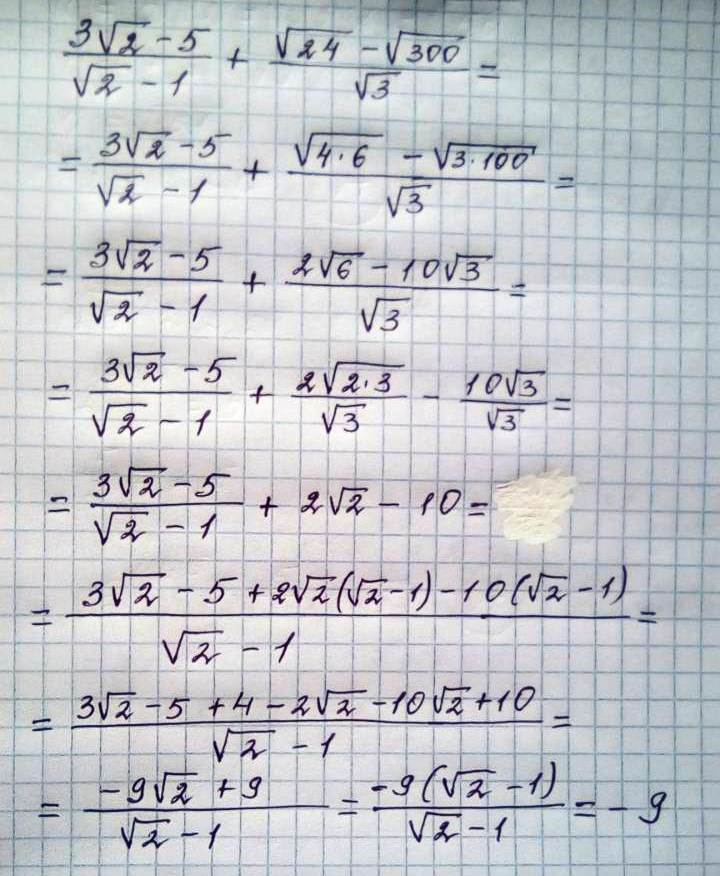 (3√2 - 5)/(√2 - 1) + (√24 - √300)/√3 =
= (3√2 - 5)/(√2 - 1) + (√4·6 - √3·100)/√3 =
= (3√2 - 5)/(√2 - 1) + (2√6 - 10√3)/√3 =
= (3√2 - 5)/(√2 - 1) + 2√2·3/√3 - 10√3/√3 =
= (3√2 - 5)/(√2 - 1) + 2√2 - 10 =
= (3√2 - 5 + 2√2(√2 - 1) - 10(√2 - 1))/(√2 - 1) =
= (3√2 - 5 + 4 - 2√2 - 10√2 + 10)/(√2 - 1) =
= (-9√2 + 9)/(√2 - 1) = -9(√2 - 1)/(√2 - 1) = -9